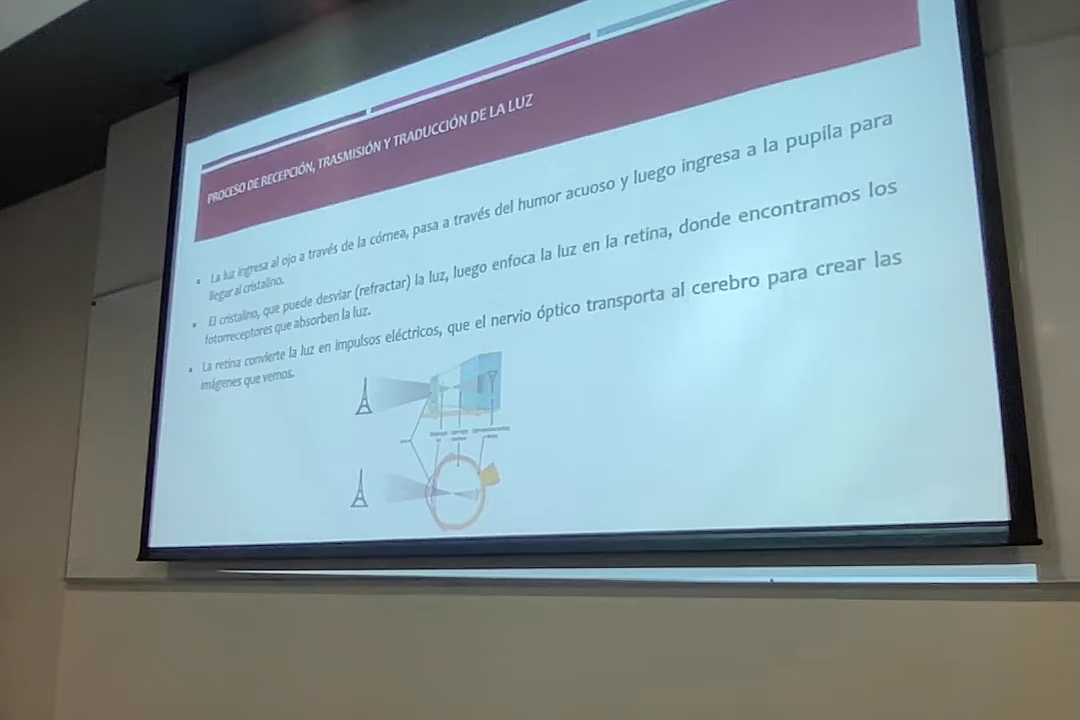 PROCESO DE RECEPCIÓN, TRASMISIÓN Y TRADUCCIÓN DE LA LUZ
▪ La luz ingresa al ojo a través de la córnea, pasa a través del humor acuoso y luego ingresa a la pupila para
llegar al cristalino.
▪ El cristalino, que puede desviar (refractar) la luz, luego enfoca la luz en la retina, donde encontramos los
fotorreceptores que absorben la luz.
▪ La retina convierte la luz en impulsos eléctricos, que el nervio óptico transporta al cerebro para crear las
imágenes que vemos.